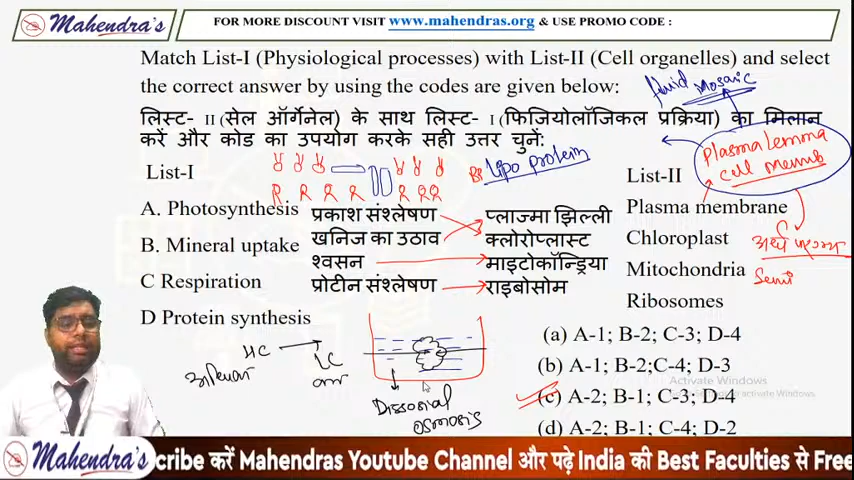 Mahendra's
FOR MORE DISCOUNT VISIT www.mahendras.org & USE PROMO CODE :
Mahendra's
Match List-I (Physiological processes) with List-II (Cell organelles) and select
the correct answer by using the codes are given below:
fluid mosaic
लिस्ट- II (सेल ऑर्गेनेल) के साथ लिस्ट- I (फिजियोलॉजिकल प्रक्रिया) का मिलान
करें और कोड का उपयोग करके सही उत्तर चुनें:
Plasma Lemma
cell memb
Lipo protein
List-I
List-II
A. Photosynthesis प्रकाश संश्लेषण प्लाज्मा झिल्ली Plasma membrane
B. Mineral uptake खनिज का उठाव क्लोरोप्लास्ट Chloroplast
C Respiration श्वसन माइटोकॉन्ड्रिया Mitochondria
Semi
D Protein synthesis प्रोटीन संश्लेषण राइबोसोम Ribosomes
HC
LC
Osmosis
(a) A-1; B-2; C-3; D-4
(b) A-1; B-2;C-4; D-3
(c) A-2; B-1; C-3; D-4
(d) A-2; B-1; C-4; D-2
Activate Windows
Mahendra's
cribe करें Mahendras Youtube Channel और पढ़े India की Best Faculties से Free